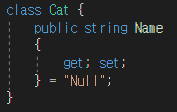 class Cat {
public string Name
{
get; set;
} = "Null";
}